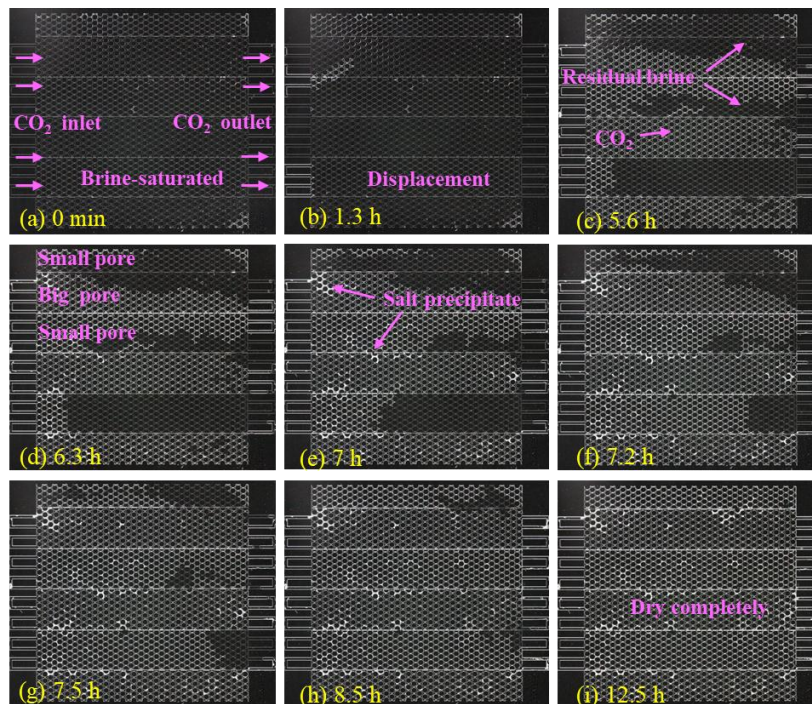 CO₂ inlet
CO₂ outlet
Brine-saturated
(a) 0 min
Displacement
(b) 1.3 h
Residual brine
CO₂
(c) 5.6 h
Small pore
Big pore
Small pore
(d) 6.3 h
Salt precipitate
(e) 7 h
(f) 7.2 h
(g) 7.5 h
(h) 8.5 h
Dry completely
(i) 12.5 h